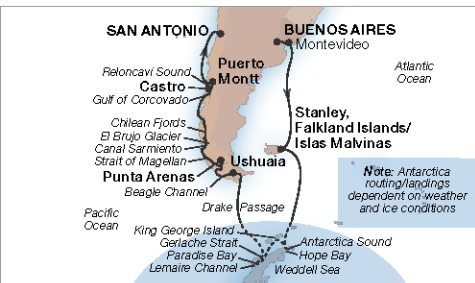 SAN ANTONIO
BUENOS AIRES
Montevideo
Atlantic
Ocean
Reloncavi Sound
Puerto
Montt
Castro
Gulf of Corcovado
Chilean Fjords
El Brujo Glacier
Canal Sarmiento
Strait of Magellan
Punta Arenas
Beagle Channel
Ushuaia
Stanley,
Falkland Islands/
Islas Malvinas
Note: Antarctica
routing/landings
dependent on weather
and ice conditions
Pacific
Ocean
Drake Passage
King George Island
Gerlache Strait
Paradise Bay
Lemaire Channel
Antarctica Sound
Hope Bay
Weddell Sea